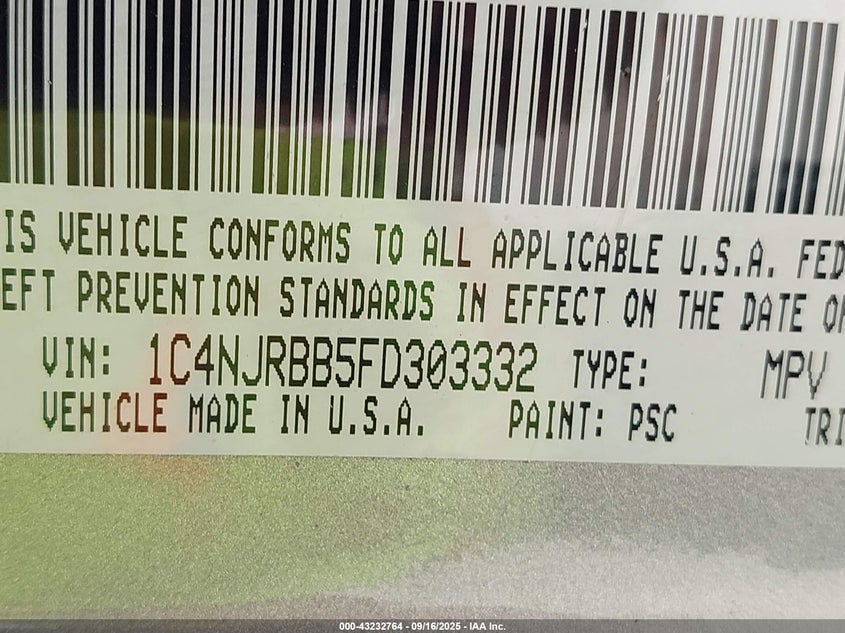 IS VEHICLE CONFORMS TO ALL APPLICABLE U.S.A. FED
EFT PREVENTION STANDARDS IN EFFECT ON THE DATE O
VIN: 1C4NJRBB5FD303332 TYPE: MPV
VEHICLE MADE IN U.S.A. PAINT: PSC TRI
000-43232764 - 09/16/2025 - IAA Inc.